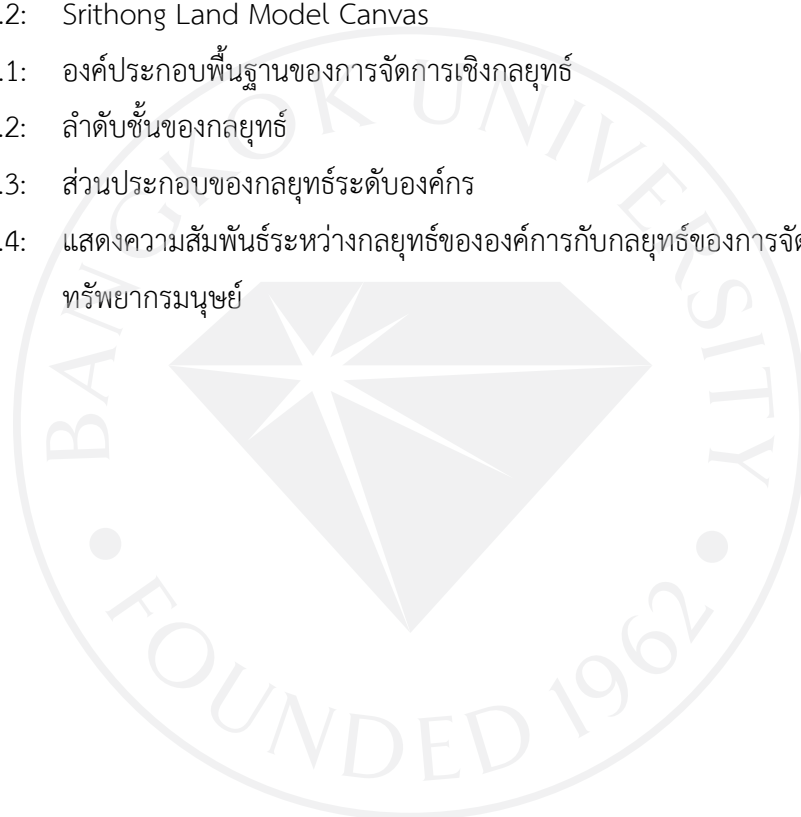 .2: Srithong Land Model Canvas
.1: องค์ประกอบพื้นฐานของการจัดการเชิงกลยุทธ์
.2: ลำดับชั้นของกลยุทธ์
.3: ส่วนประกอบของกลยุทธ์ระดับองค์กร
.4: แสดงความสัมพันธ์ระหว่างกลยุทธ์ขององค์การกับกลยุทธ์ของการจัด
ทรัพยากรมนุษย์
BANGKOK UNIVERSITY
• FOUNDED 1962 •